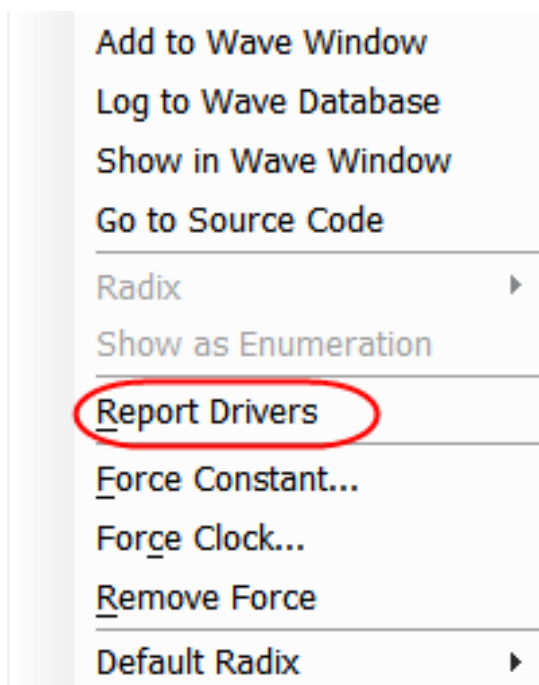 Add to Wave Window
Log to Wave Database
Show in Wave Window
Go to Source Code
Radix
Show as Enumeration
Report Drivers
Force Constant...
Force Clock...
Remove Force
Default Radix